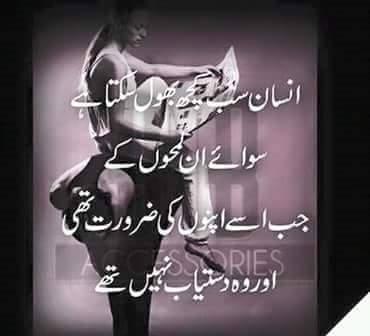 انسان سب کچھ بھول سکتا ہے
سوائے ان لمحوں کے
جب اسے اپنوں کی ضرورت تھی
اور وہ دستیاب نہیں تھے
ACCESSORIES